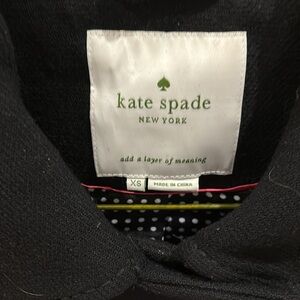 kate spade
NEW YORK
add a layer of meaning
XS
MADE IN CHINA